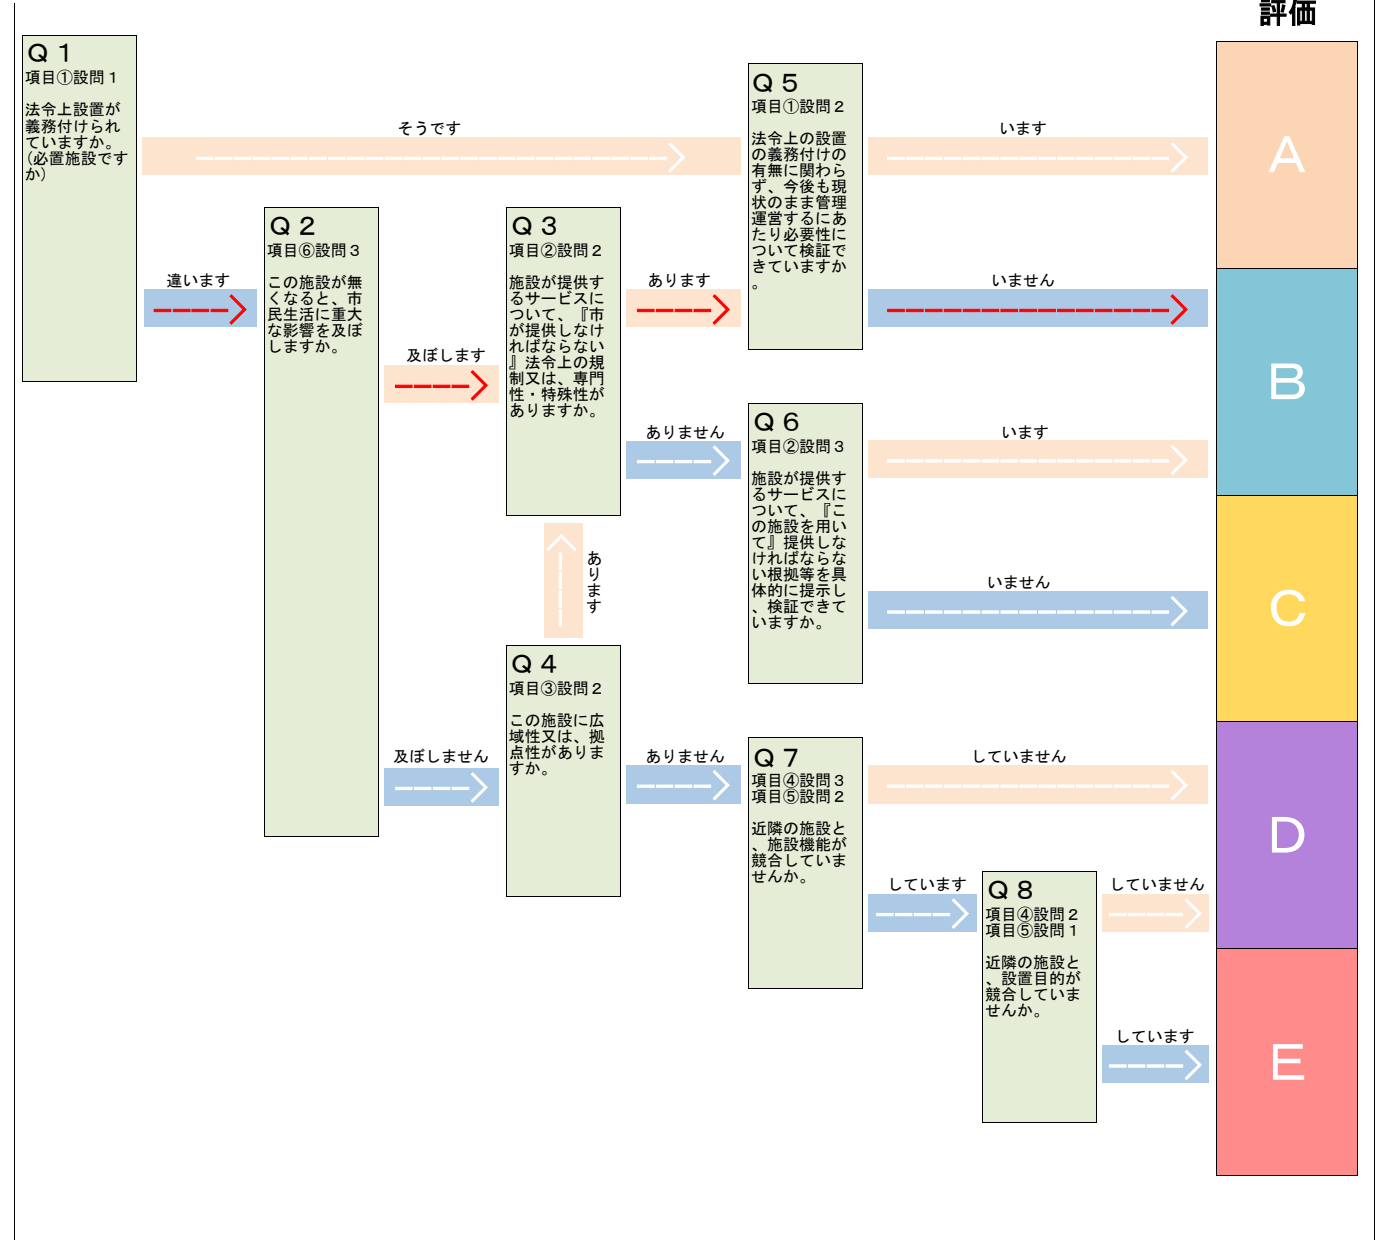 評価
Ｑ１
項目①設問１
法令上設置が
義務付けられ
ていますか。
(必置施設です
か)
そうです
違います
Ｑ２
項目⑥設問３
この施設が無
くなると、市
民生活に重大
な影響を及ぼ
しますか。
及ぼします
及ぼしません
Ｑ３
項目②設問２
施設が提供す
るサービスに
ついて、『市
が提供しなけ
ればならない
』法令上の規
制又は、専門
性・特殊性が
ありますか。
あります
ありません
あります
Ｑ４
項目③設問２
この施設に広
域性又は、拠
点性がありま
すか。
ありません
Ｑ５
項目①設問２
法令上の設置
の義務付けの
有無に関わら
ず、今後も現
状のまま管理
運営するにあ
たり必要性に
ついて検証で
きていますか
。
います
いません
Ｑ６
項目②設問３
施設が提供す
るサービスに
ついて、『こ
の施設を用い
て』提供しな
ければならな
い根拠等を具
体的に提示し
、検証できて
いますか。
います
いません
Ｑ７
項目④設問３
項目⑤設問２
近隣の施設と
、施設機能が
競合していま
せんか。
していません
しています
Ｑ８
項目④設問２
項目⑤設問１
近隣の施設と
、設置目的が
競合していま
せんか。
していません
しています
A
B
C
D
E